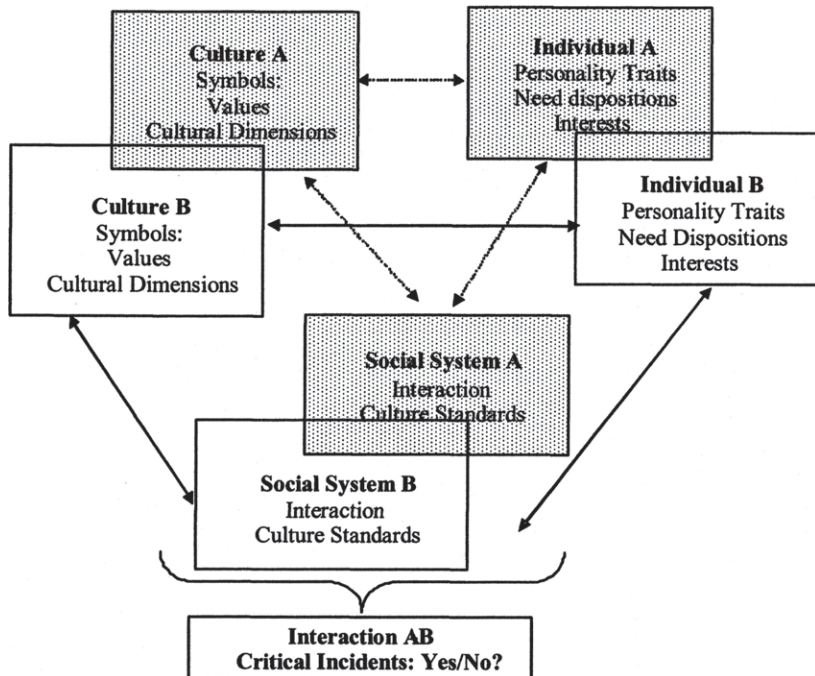 Culture A
Symbols:
Values
Cultural Dimensions
Individual A
Personality Traits
Need dispositions
Interests
Culture B
Symbols:
Values
Cultural Dimensions
Individual B
Personality Traits
Need Dispositions
Interests
Social System A
Interaction
Culture Standards
Social System B
Interaction
Culture Standards
Interaction AB
Critical Incidents: Yes/No?